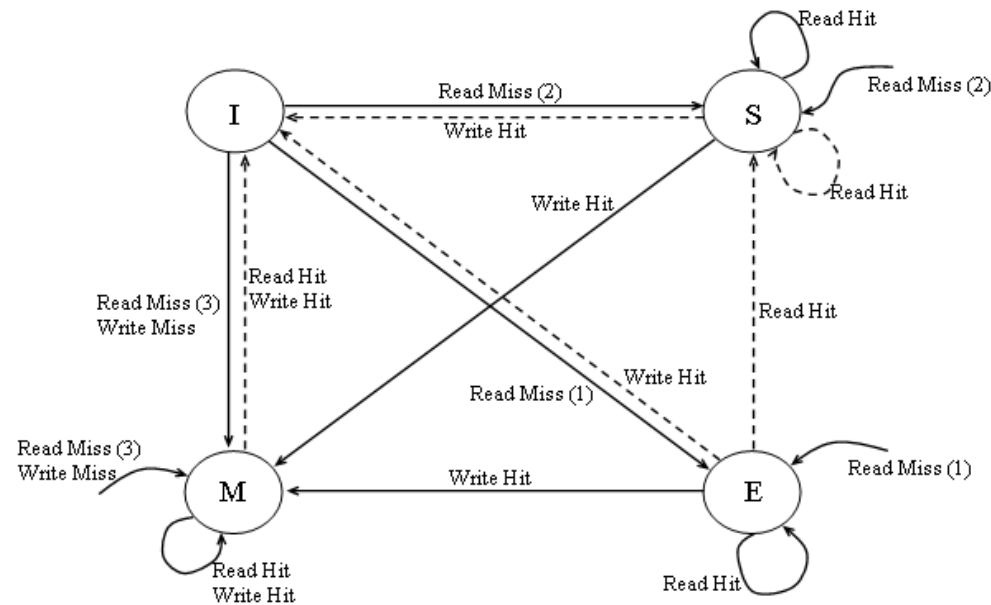 Read Hit
Read Miss (2)
Read Miss (2)
I
S
Write Hit
Read Hit
Write Hit
Read Hit
Write Hit
Read Miss (3)
Write Miss
Read Hit
Write Hit
Read Miss (1)
Read Miss (3)
Write Miss
Read Miss (1)
Write Hit
M
E
Read Hit
Write Hit
Read Hit